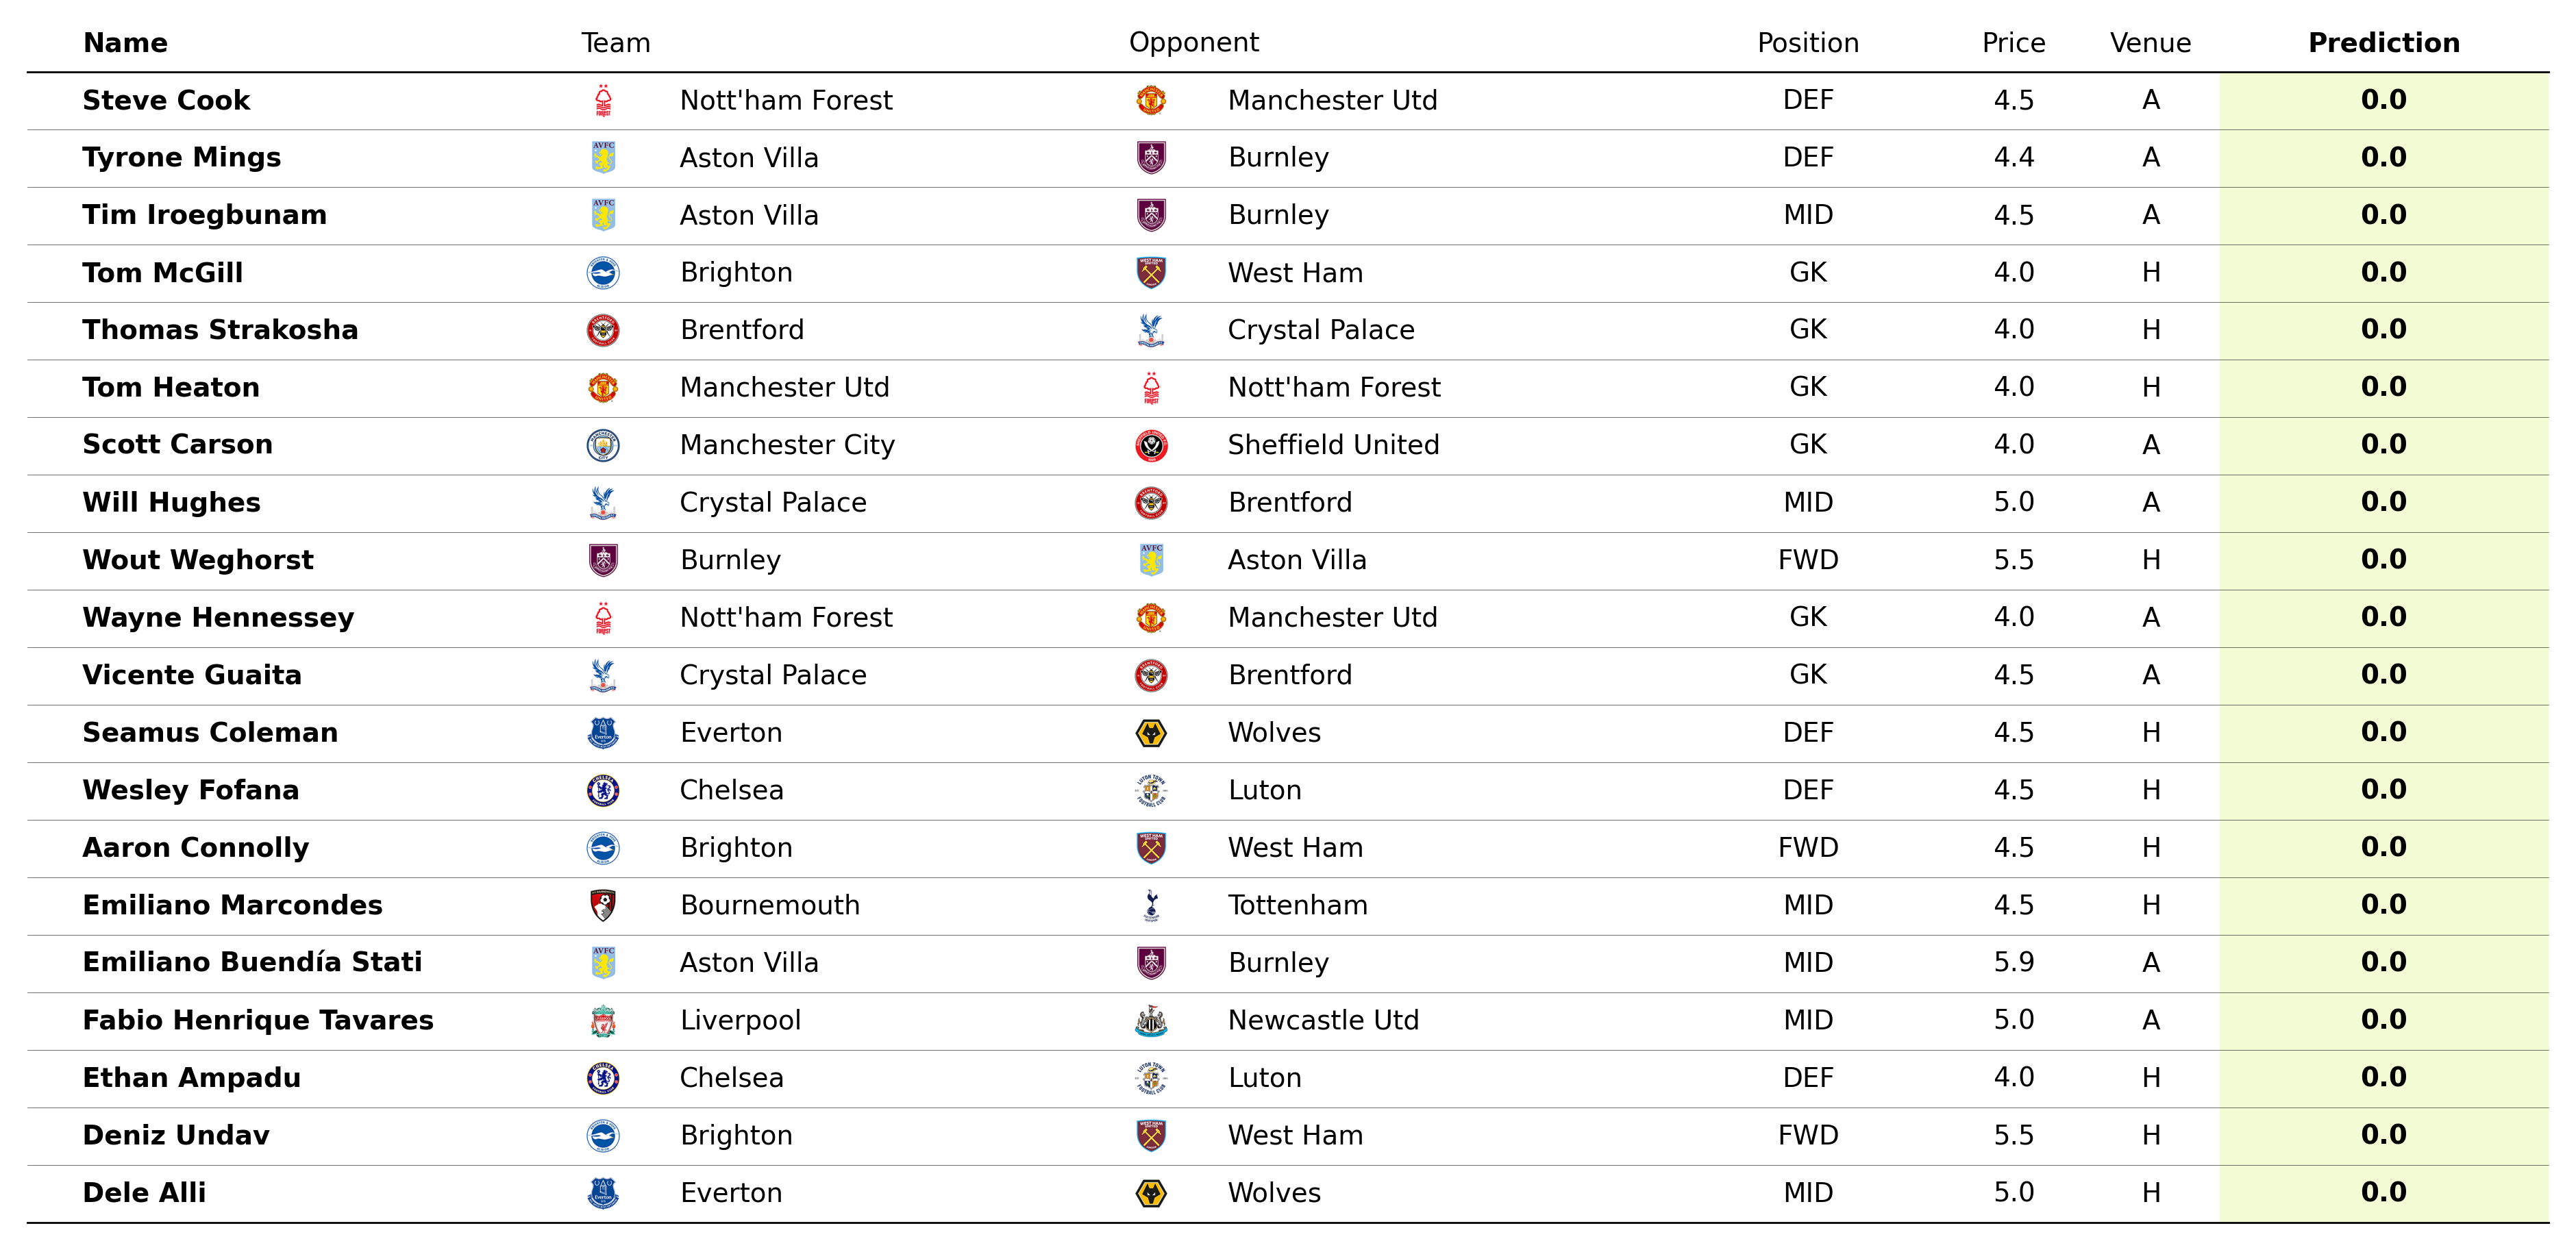 Name Team Opponent Position Price Venue Prediction
Steve Cook Nott'ham Forest Manchester Utd DEF 4.5 A 0.0
Tyrone Mings Aston Villa Burnley DEF 4.4 A 0.0
Tim Iroegbunam Aston Villa Burnley MID 4.5 A 0.0
Tom McGill Brighton West Ham GK 4.0 H 0.0
Thomas Strakosha Brentford Crystal Palace GK 4.0 H 0.0
Tom Heaton Manchester Utd Nott'ham Forest GK 4.0 H 0.0
Scott Carson Manchester City Sheffield United GK 4.0 A 0.0
Will Hughes Crystal Palace Brentford MID 5.0 A 0.0
Wout Weghorst Burnley Aston Villa FWD 5.5 H 0.0
Wayne Hennessey Nott'ham Forest Manchester Utd GK 4.0 A 0.0
Vicente Guaita Crystal Palace Brentford GK 4.5 A 0.0
Seamus Coleman Everton Wolves DEF 4.5 H 0.0
Wesley Fofana Chelsea Luton DEF 4.5 H 0.0
Aaron Connolly Brighton West Ham FWD 4.5 H 0.0
Emiliano Marcondes Bournemouth Tottenham MID 4.5 H 0.0
Emiliano Buendía Stati Aston Villa Burnley MID 5.9 A 0.0
Fabio Henrique Tavares Liverpool Newcastle Utd MID 5.0 A 0.0
Ethan Ampadu Chelsea Luton DEF 4.0 H 0.0
Deniz Undav Brighton West Ham FWD 5.5 H 0.0
Dele Alli Everton Wolves MID 5.0 H 0.0